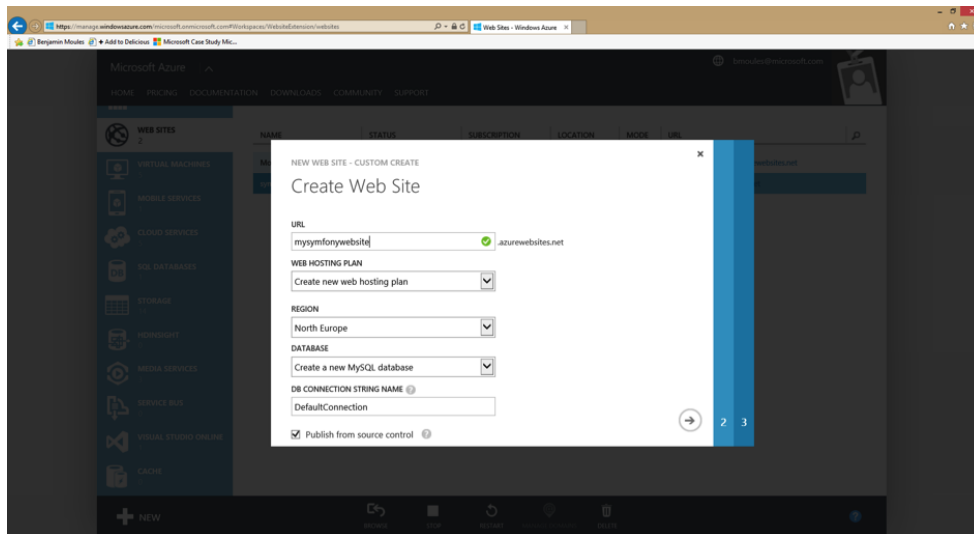 https://manage.windowsazure.com/microsoft.onmicrosoft.com#Workspaces/WebsiteExtension/websites
Web Sites - Windows Azure
Benjamin Moules
Add to Delicious
Microsoft Case Study Mic...
Microsoft Azure
bmoules@microsoft.com
HOME PRICING DOCUMENTATION DOWNLOADS COMMUNITY SUPPORT
WEB SITES
2
NAME STATUS SUBSCRIPTION LOCATION MODE URL
VIRTUAL MACHINES
MOBILE SERVICES
CLOUD SERVICES
SQL DATABASES
STORAGE
HDINSIGHT
MEDIA SERVICES
SERVICE BUS
VISUAL STUDIO ONLINE
CACHE
NEW WEB SITE - CUSTOM CREATE
Create Web Site
URL
mysymfonywebsite .azurewebsites.net
WEB HOSTING PLAN
Create new web hosting plan
REGION
North Europe
DATABASE
Create a new MySQL database
DB CONNECTION STRING NAME ?
DefaultConnection
Publish from source control ?
2 3
NEW
BROWSE STOP RESTART DELETE
?